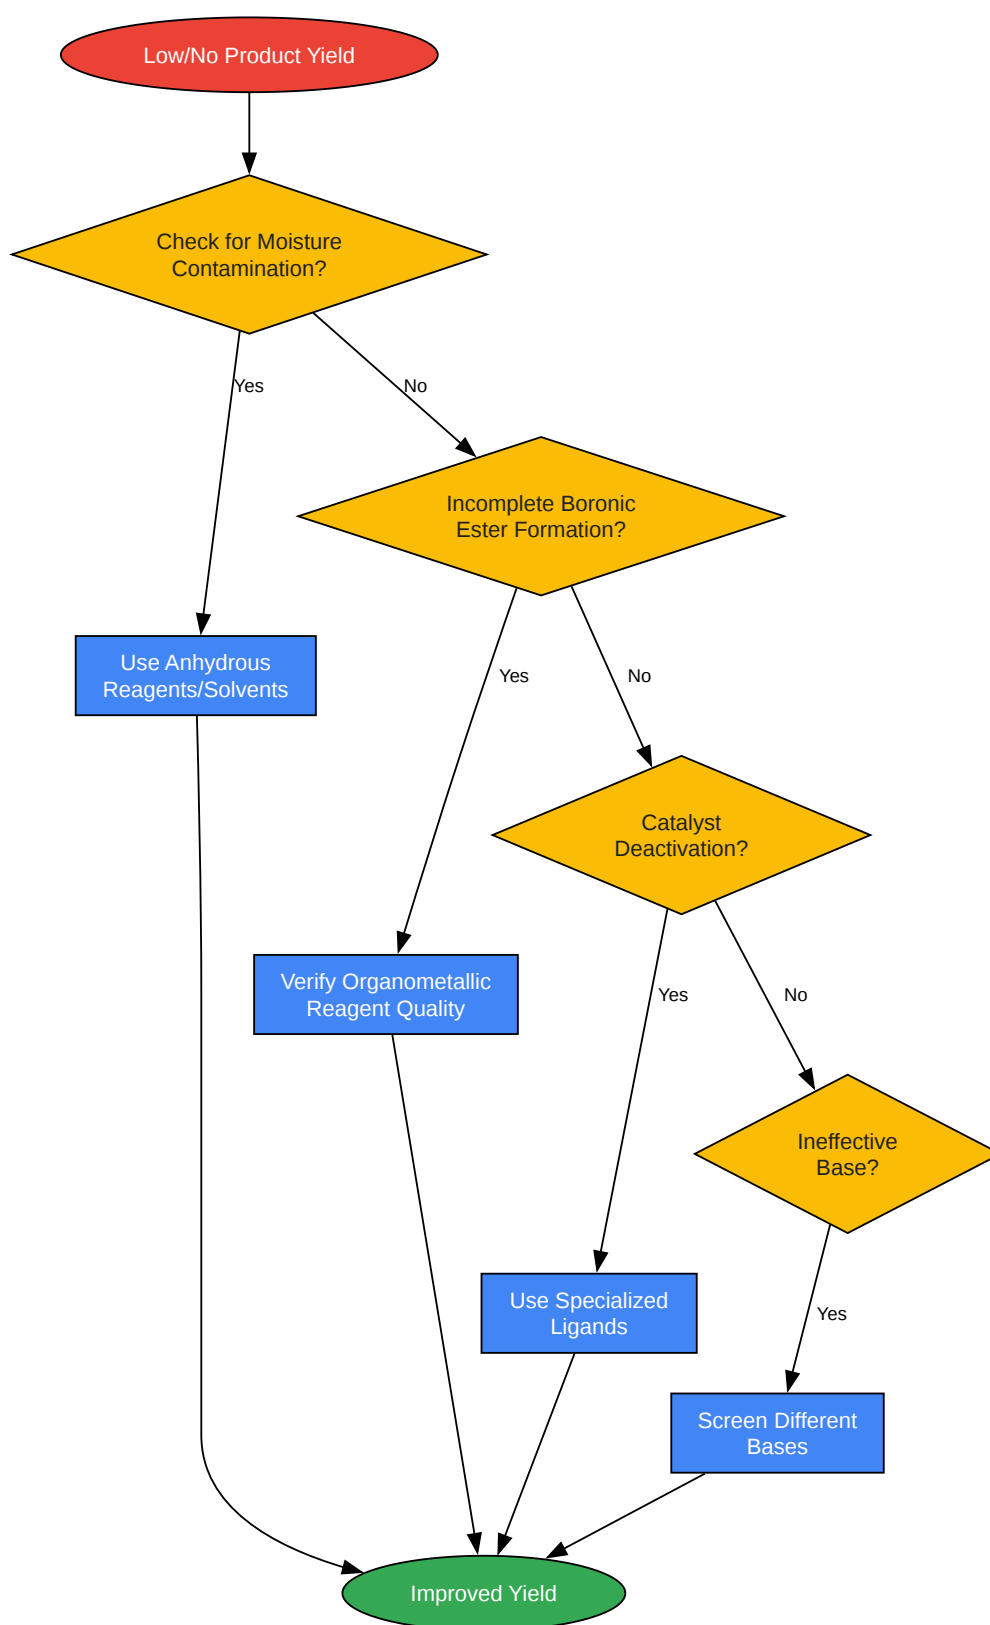 Low/No Product Yield
Check for Moisture
Contamination?
Yes
No
Incomplete Boronic
Ester Formation?
Use Anhydrous
Reagents/Solvents
Yes
No
Catalyst
Deactivation?
Verify Organometallic
Reagent Quality
Yes
No
Ineffective
Base?
Use Specialized
Ligands
Yes
Screen Different
Bases
Improved Yield